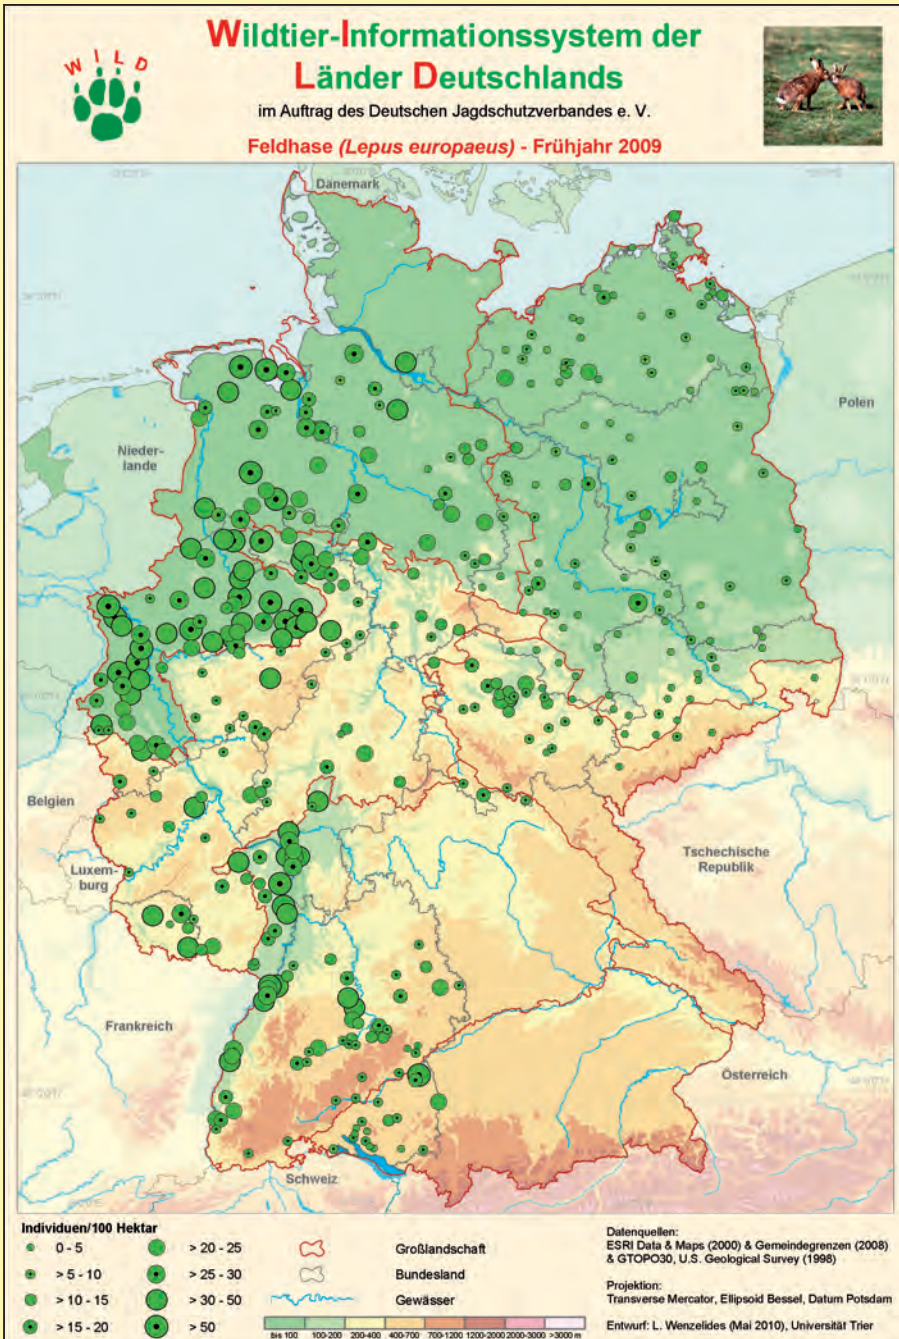 WILD
Wildtier-Informationssystem der
Länder Deutschlands
im Auftrag des Deutschen Jagdschutzverbandes e. V.
Feldhase (Lepus europaeus) - Frühjahr 2009
Dänemark
Polen
Nieder-
lande
Belgien
Luxem-
burg
Tschechische
Republik
Frankreich
Österreich
Schweiz
Individuen/100 Hektar
0 - 5
> 5 - 10
> 10 - 15
> 15 - 20
> 20 - 25
> 25 - 30
> 30 - 50
> 50
Großlandschaft
Bundesland
Gewässer
bis 100 100-200 200-400 400-700 700-1200 1200-2000 2000-3000 >3000 m
Datenquellen:
ESRI Data & Maps (2000) & Gemeindegrenzen (2008)
& GTOPO30, U.S. Geological Survey (1998)
Projektion:
Transverse Mercator, Ellipsoid Bessel, Datum Potsdam
Entwurf: L. Wenzelides (Mai 2010), Universität Trier